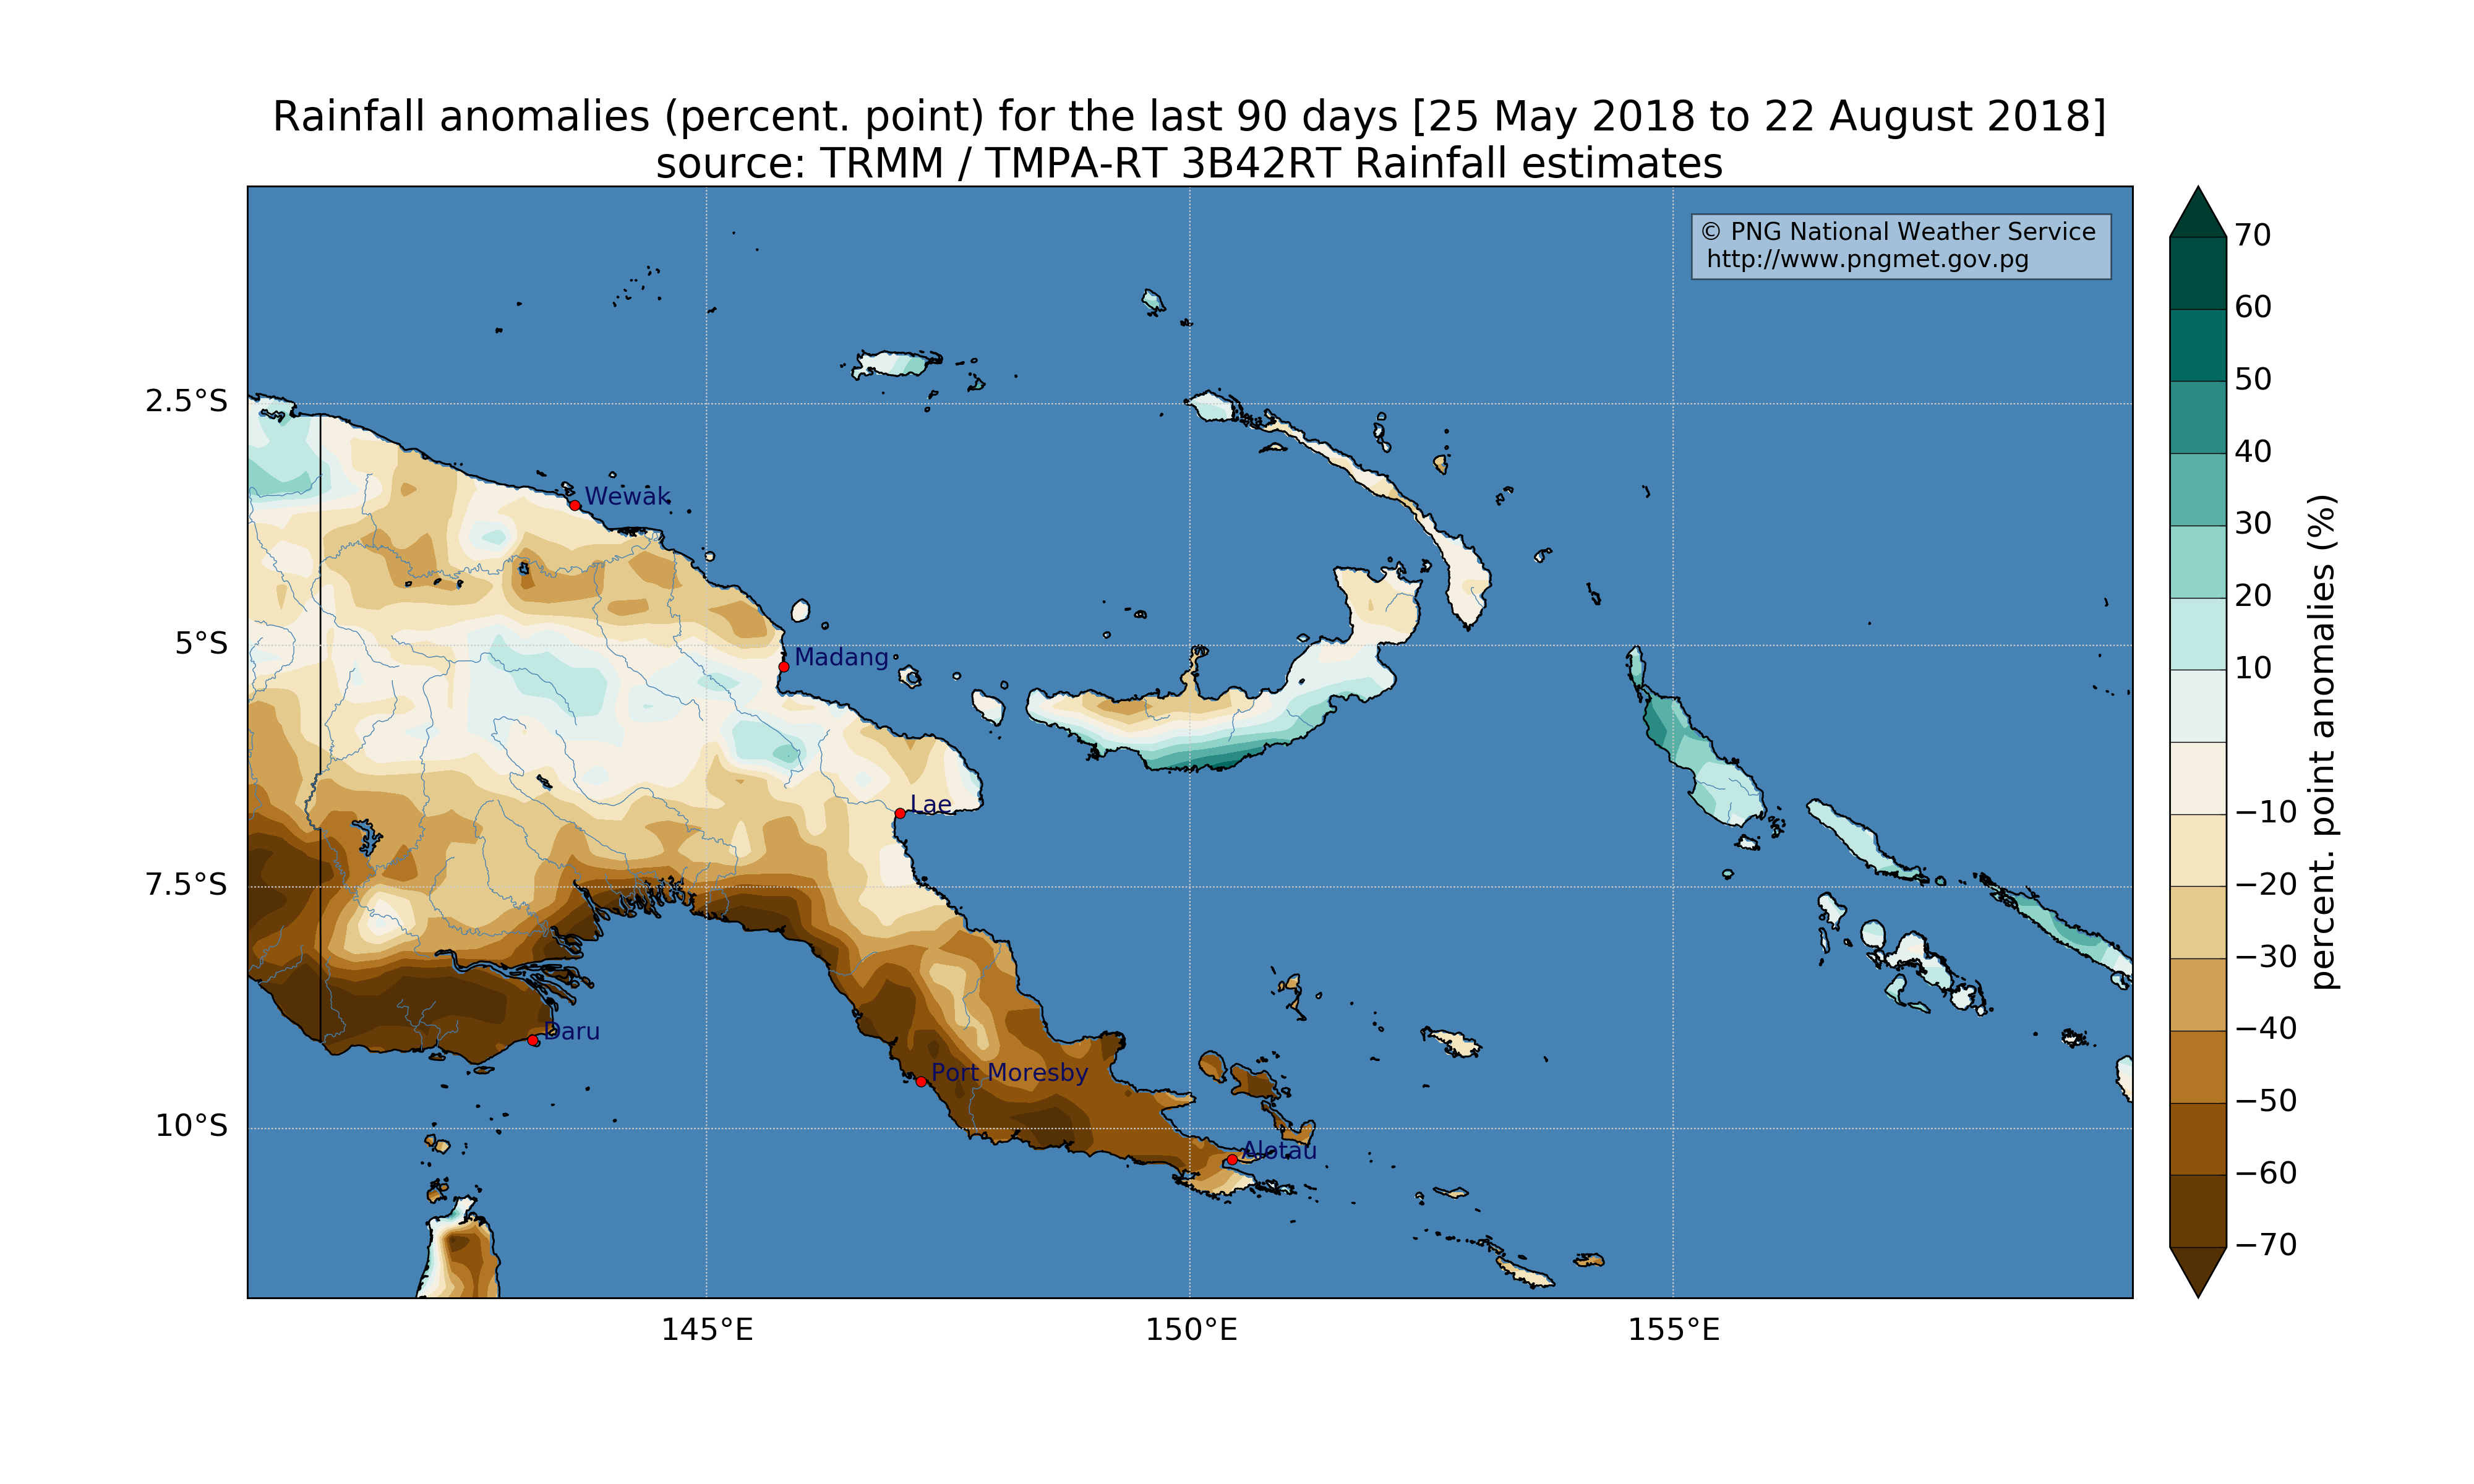 Rainfall anomalies (percent. point) for the last 90 days [25 May 2018 to 22 August 2018]
source: TRMM / TMPA-RT 3B42RT Rainfall estimates
© PNG National Weather Service
http://www.pngmet.gov.pg
2.5°S
5°S
7.5°S
10°S
145°E
150°E
155°E
Wewak
Madang
Lae
Daru
Port Moresby
Alotau
70
60
50
40
30
20
10
−10
−20
−30
−40
−50
−60
−70
percent. point anomalies (%)